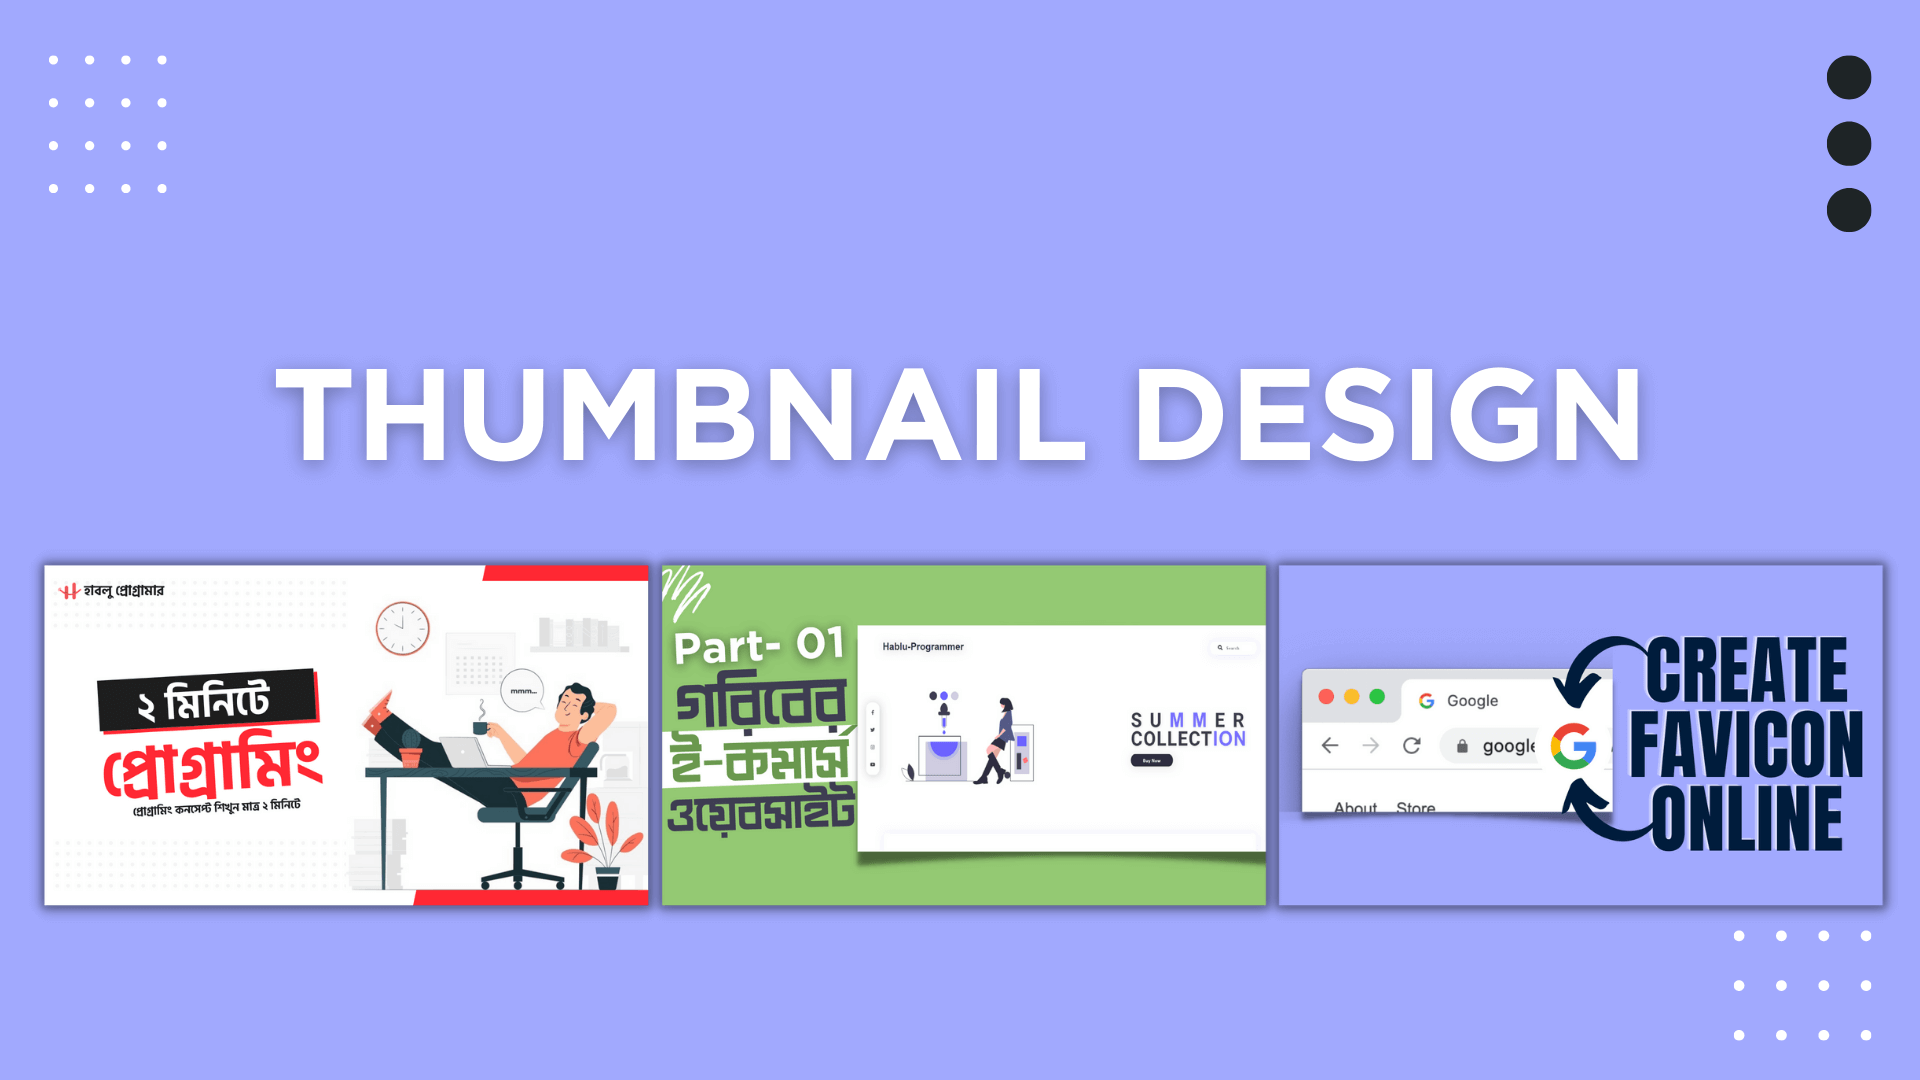 THUMBNAIL DESIGN
হাবলু প্রোগ্রামার
২ মিনিটে
প্রোগ্রামিং
প্রোগ্রামিং কনসেপ্ট শিখুন মাত্র ২ মিনিটে
mmm...
Part- 01
গরিবের
ই-কমার্স
ওয়েবসাইট
Hablu-Programmer
Search
SUMMER
COLLECTION
Buy Now
Google
google
About Store
CREATE
FAVICON
ONLINE